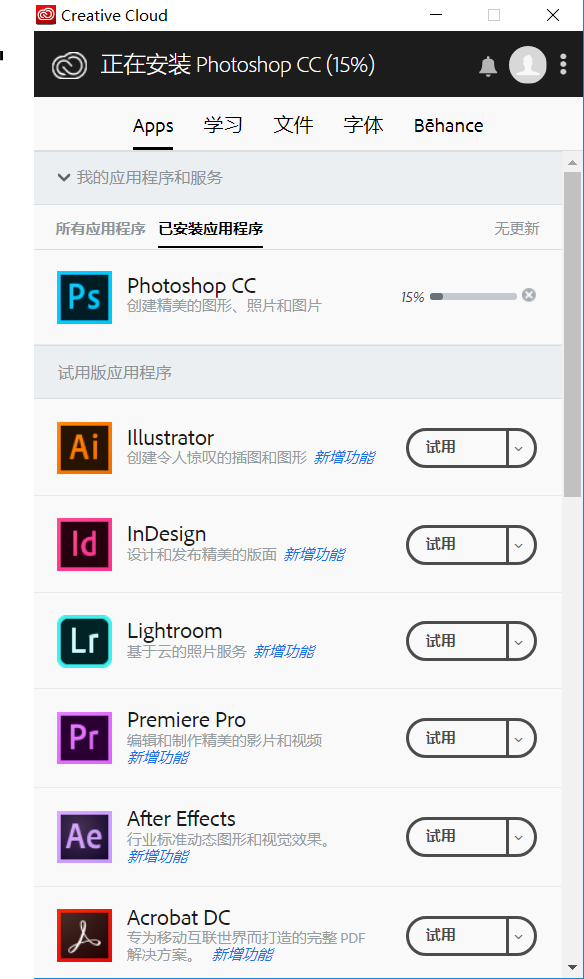 Creative Cloud
正在安装 Photoshop CC (15%)
Apps 学习 文件 字体 Bēhance
我的应用程序和服务
所有应用程序 已安装应用程序 无更新
Ps
Photoshop CC
创建精美的图形、照片和图片
15%
试用版应用程序
Ai
Illustrator
创建令人惊叹的插图和图形 新增功能
试用
Id
InDesign
设计和发布精美的版面 新增功能
试用
Lr
Lightroom
基于云的照片服务 新增功能
试用
Pr
Premiere Pro
编辑和制作精美的影片和视频
新增功能
试用
Ae
After Effects
行业标准动态图形和视觉效果。
新增功能
试用
Acrobat DC
专为移动互联世界而打造的完整 PDF
解决方案。 新增功能
试用